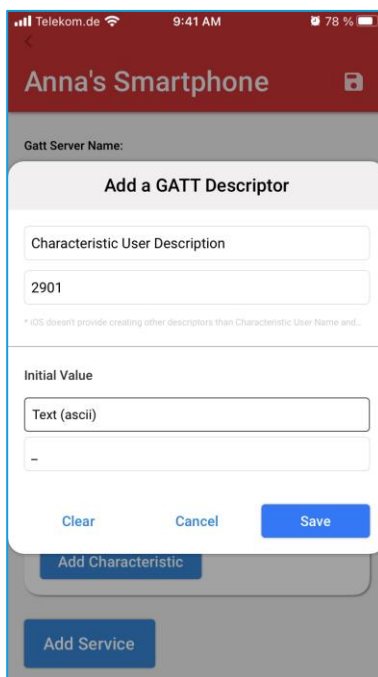 Telekom.de 9:41 AM 78 %
Anna's Smartphone
Gatt Server Name:
Add a GATT Descriptor
Characteristic User Description
2901
* iOS doesn't provide creating other descriptors than Characteristic User Name and...
Initial Value
Text (ascii)
_
Clear Cancel Save
Add Characteristic
Add Service